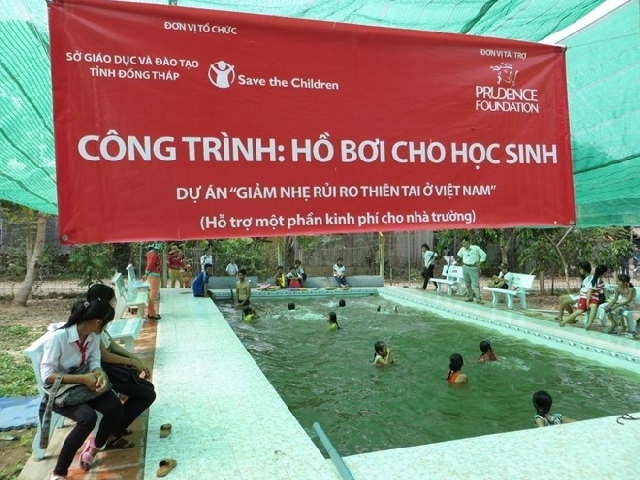 ĐƠN VỊ TỔ CHỨC
SỞ GIÁO DỤC VÀ ĐÀO TẠO
TỈNH ĐỒNG THÁP
Save the Children
ĐƠN VỊ TÀ TRỢ
PRUDENCE
FOUNDATION
CÔNG TRÌNH: HỒ BƠI CHO HỌC SINH
DỰ ÁN "GIẢM NHẸ RỦI RO THIÊN TAI Ở VIỆT NAM"
(Hỗ trợ một phần kinh phí cho nhà trường)